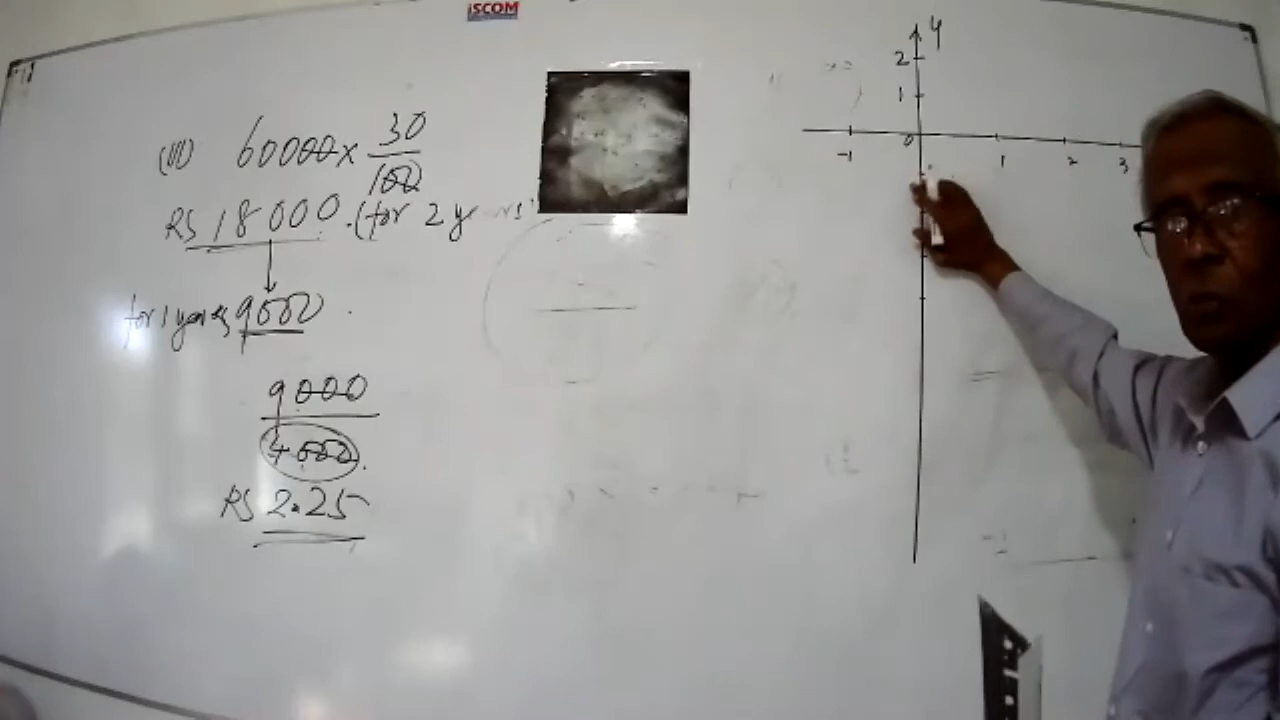 iSCOM
(III) 60000 x 30/100
RS 18000. (for 2 years
for 1 year is 9000
9000
4000
RS 2.25
y
2
1
-1 0 1 2 3